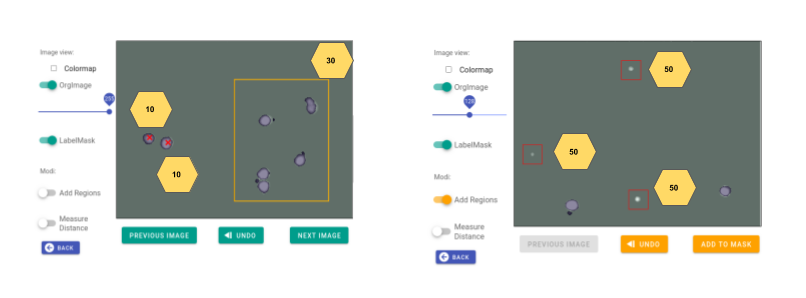 Image view:
Colormap
OrgImage
LabelMask
Modi:
Add Regions
Measure
Distance
BACK
30
10
10
PREVIOUS IMAGE
UNDO
NEXT IMAGE
Image view:
Colormap
OrgImage
128
LabelMask
Modi:
Add Regions
Measure
Distance
BACK
50
50
50
PREVIOUS IMAGE
UNDO
ADD TO MASK